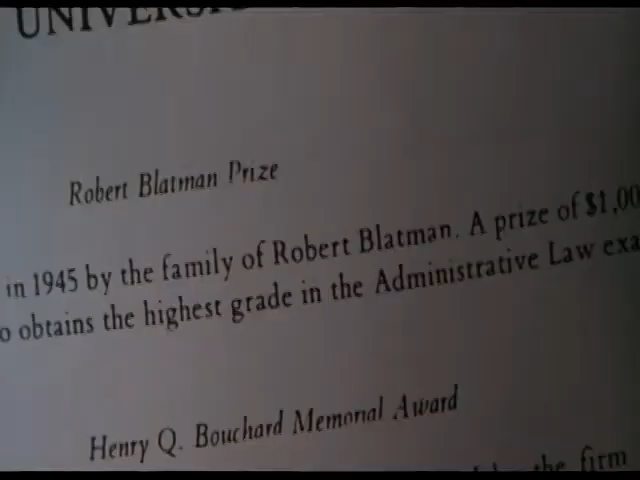 UNIVERS
Robert Blatman Prize
in 1945 by the family of Robert Blatman. A prize of $1,00
o obtains the highest grade in the Administrative Law exa
Henry Q. Bouchard Memorial Award
the firm